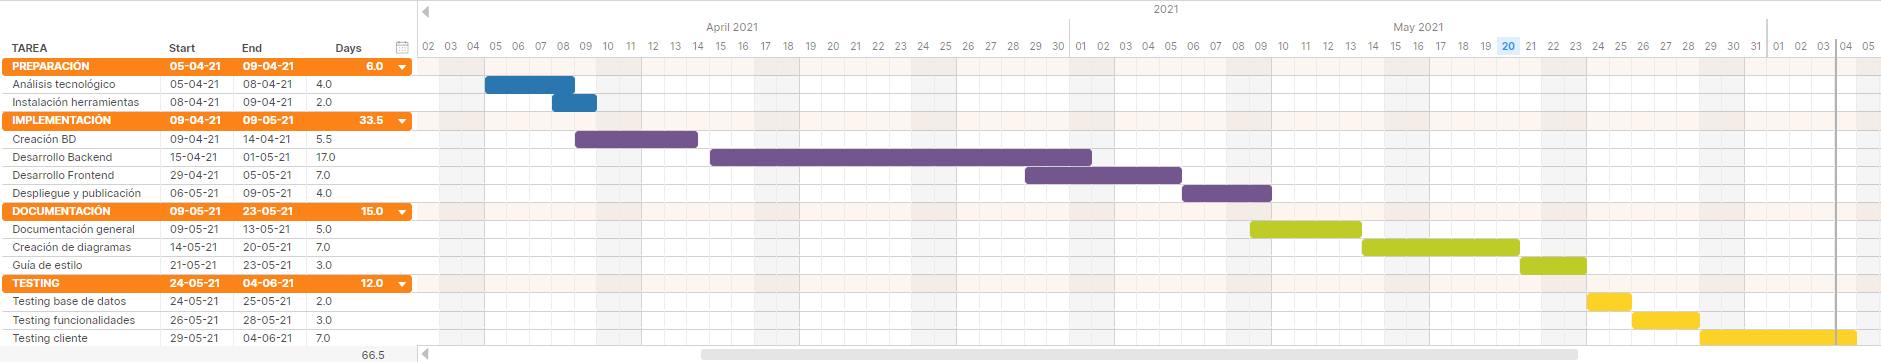 2021
April 2021 May 2021
TAREA Start End Days 02 03 04 05 06 07 08 09 10 11 12 13 14 15 16 17 18 19 20 21 22 23 24 25 26 27 28 29 30 01 02 03 04 05 06 07 08 09 10 11 12 13 14 15 16 17 18 19 20 21 22 23 24 25 26 27 28 29 30 31 01 02 03 04 05
PREPARACIÓN 05-04-21 09-04-21 6.0
Análisis tecnológico 05-04-21 08-04-21 4.0
Instalación herramientas 08-04-21 09-04-21 2.0
IMPLEMENTACIÓN 09-04-21 09-05-21 33.5
Creación BD 09-04-21 14-04-21 5.5
Desarrollo Backend 15-04-21 01-05-21 17.0
Desarrollo Frontend 29-04-21 05-05-21 7.0
Despliegue y publicación 06-05-21 09-05-21 4.0
DOCUMENTACIÓN 09-05-21 23-05-21 15.0
Documentación general 09-05-21 13-05-21 5.0
Creación de diagramas 14-05-21 20-05-21 7.0
Guía de estilo 21-05-21 23-05-21 3.0
TESTING 24-05-21 04-06-21 12.0
Testing base de datos 24-05-21 25-05-21 2.0
Testing funcionalidades 26-05-21 28-05-21 3.0
Testing cliente 29-05-21 04-06-21 7.0
66.5